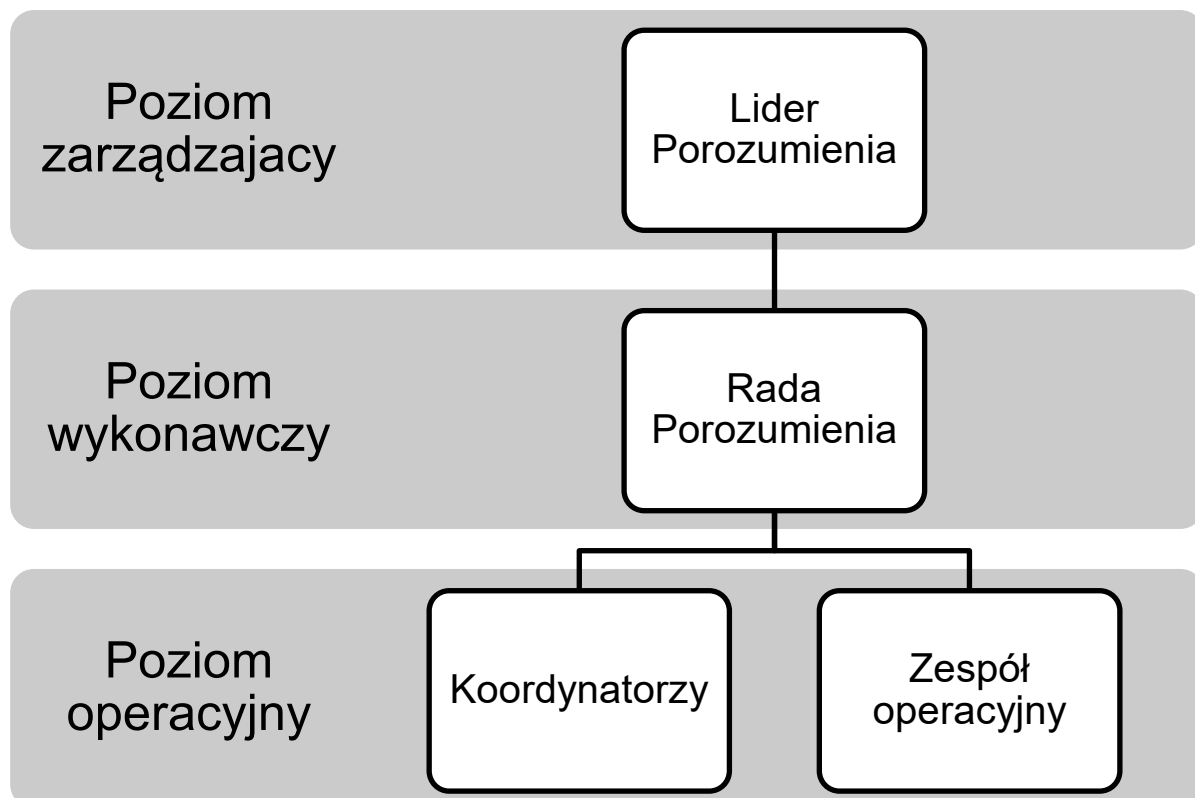 Poziom
zarządzajacy
Lider
Porozumienia
Poziom
wykonawczy
Rada
Porozumienia
Poziom
operacyjny
Koordynatorzy
Zespół
operacyjny